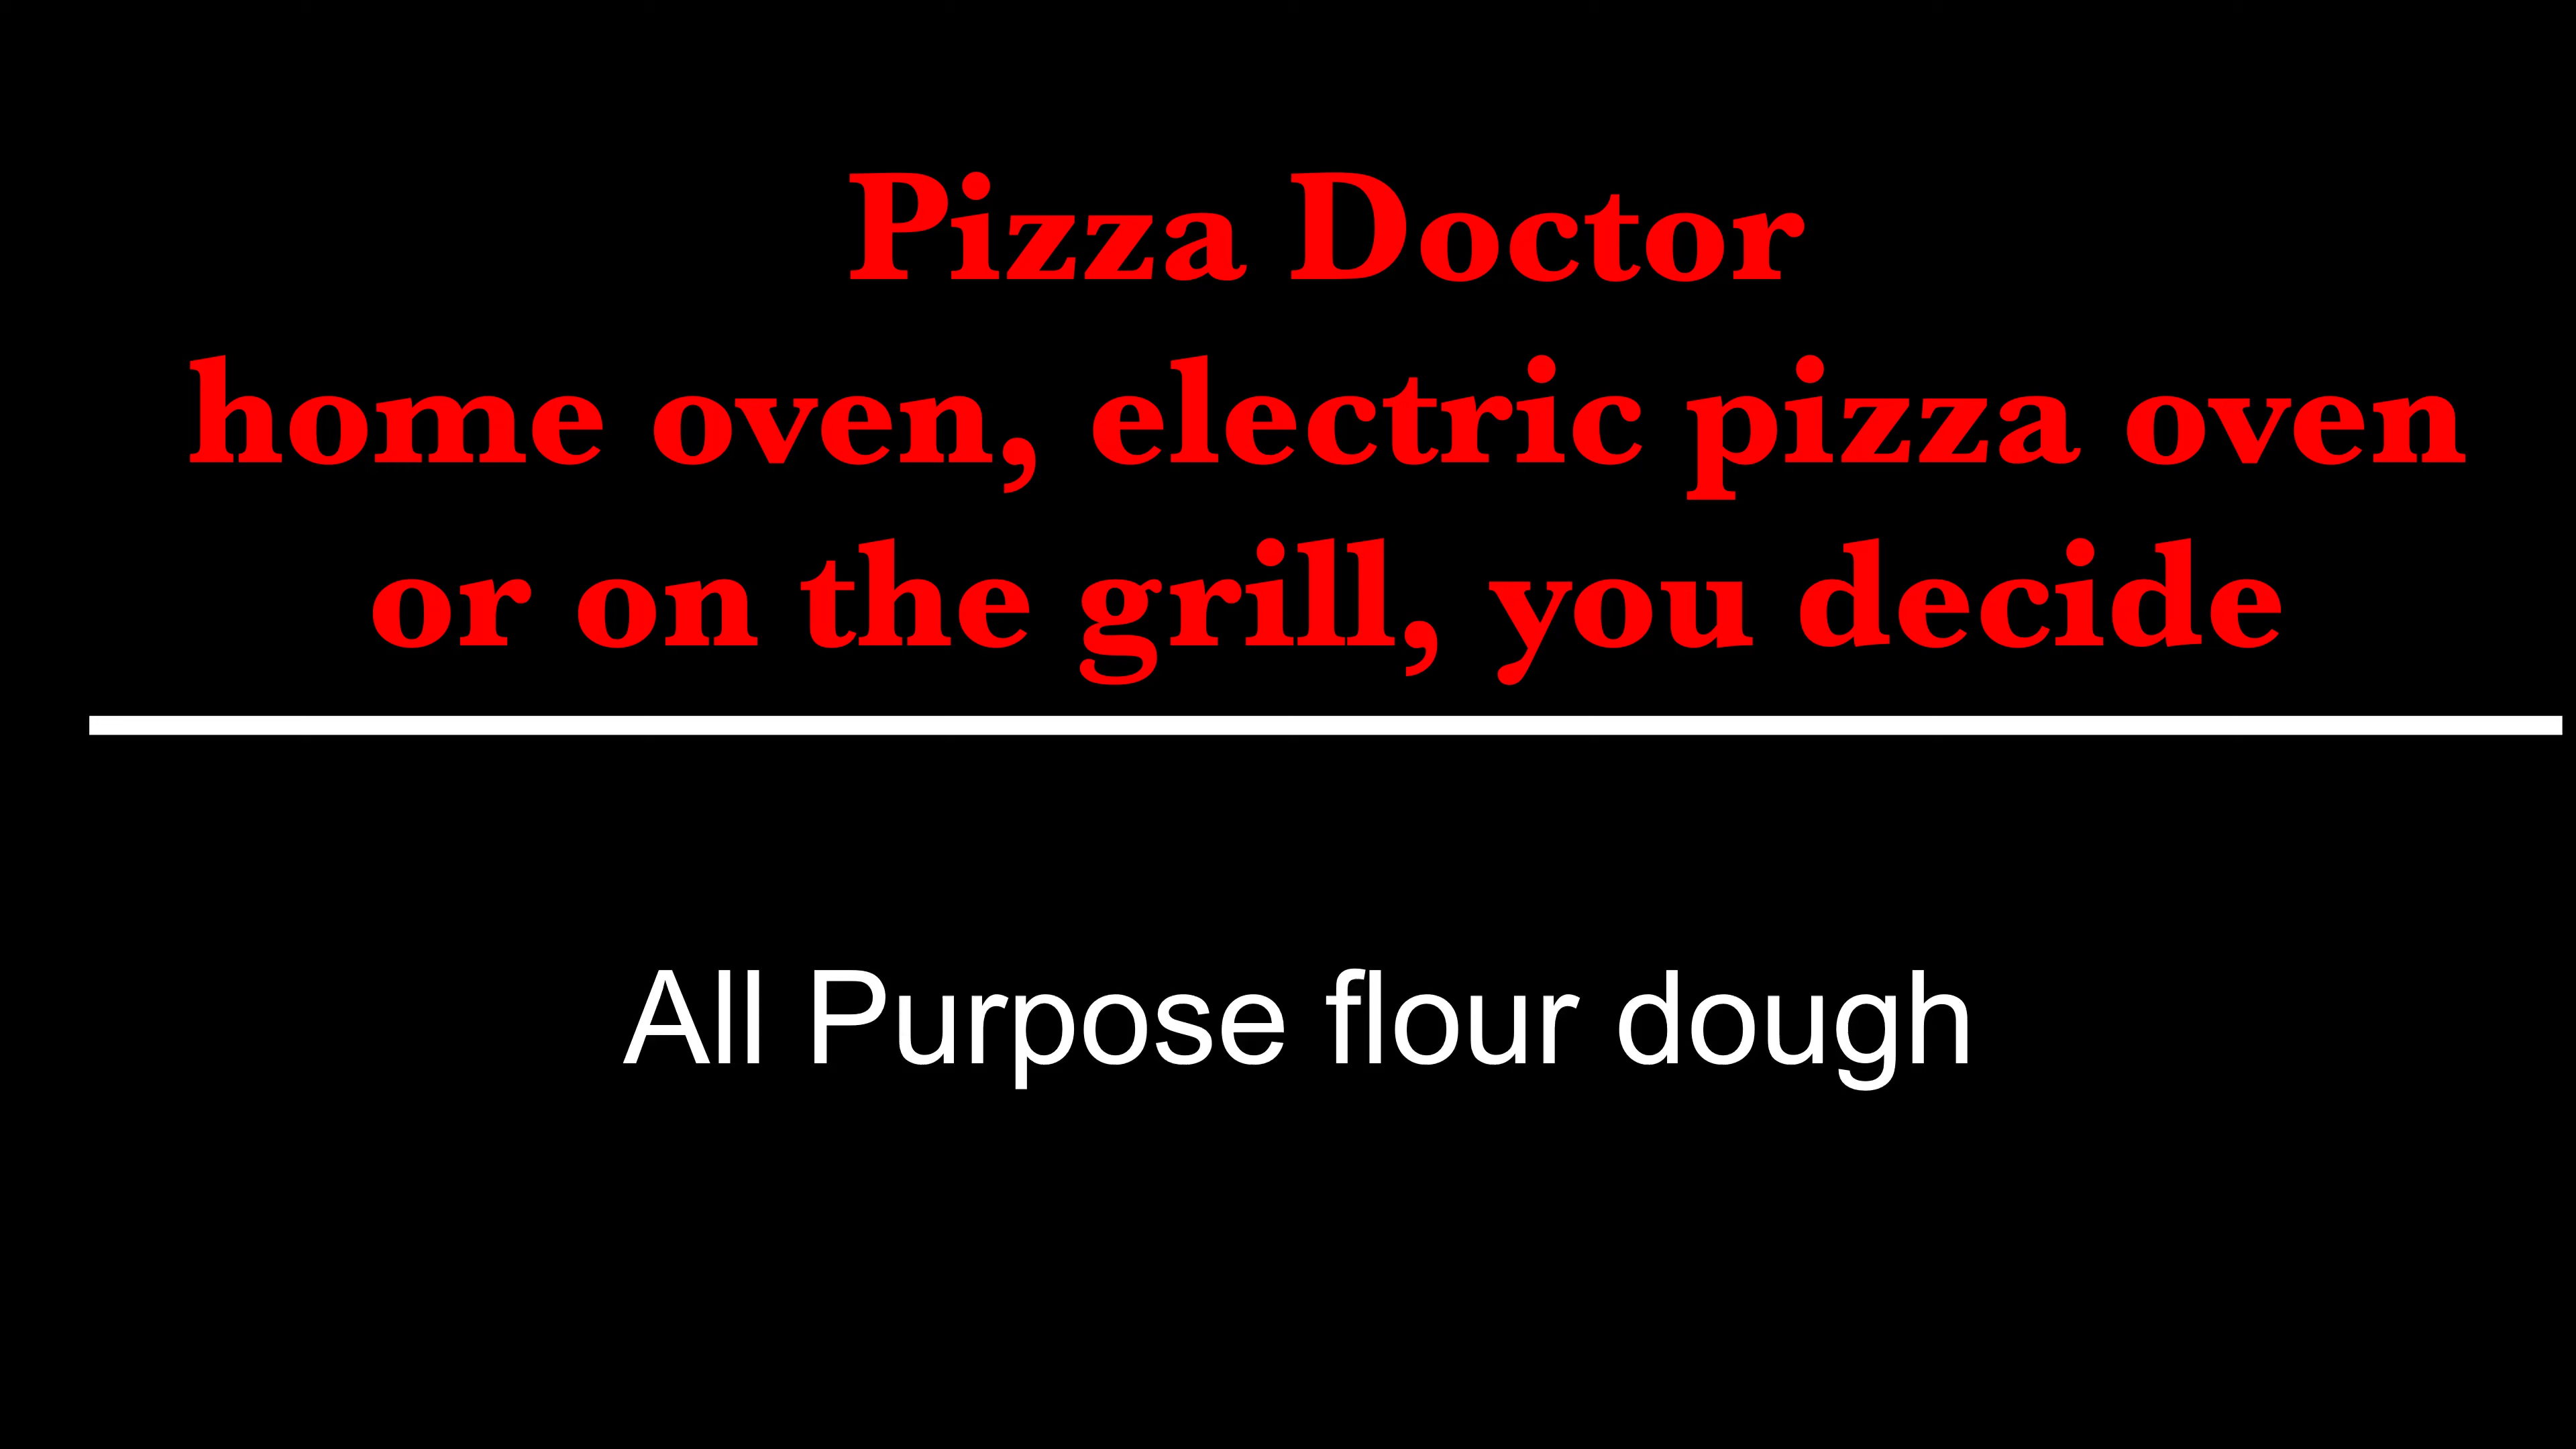 Pizza Doctor
home oven, electric pizza oven
or on the grill, you decide
All Purpose flour dough